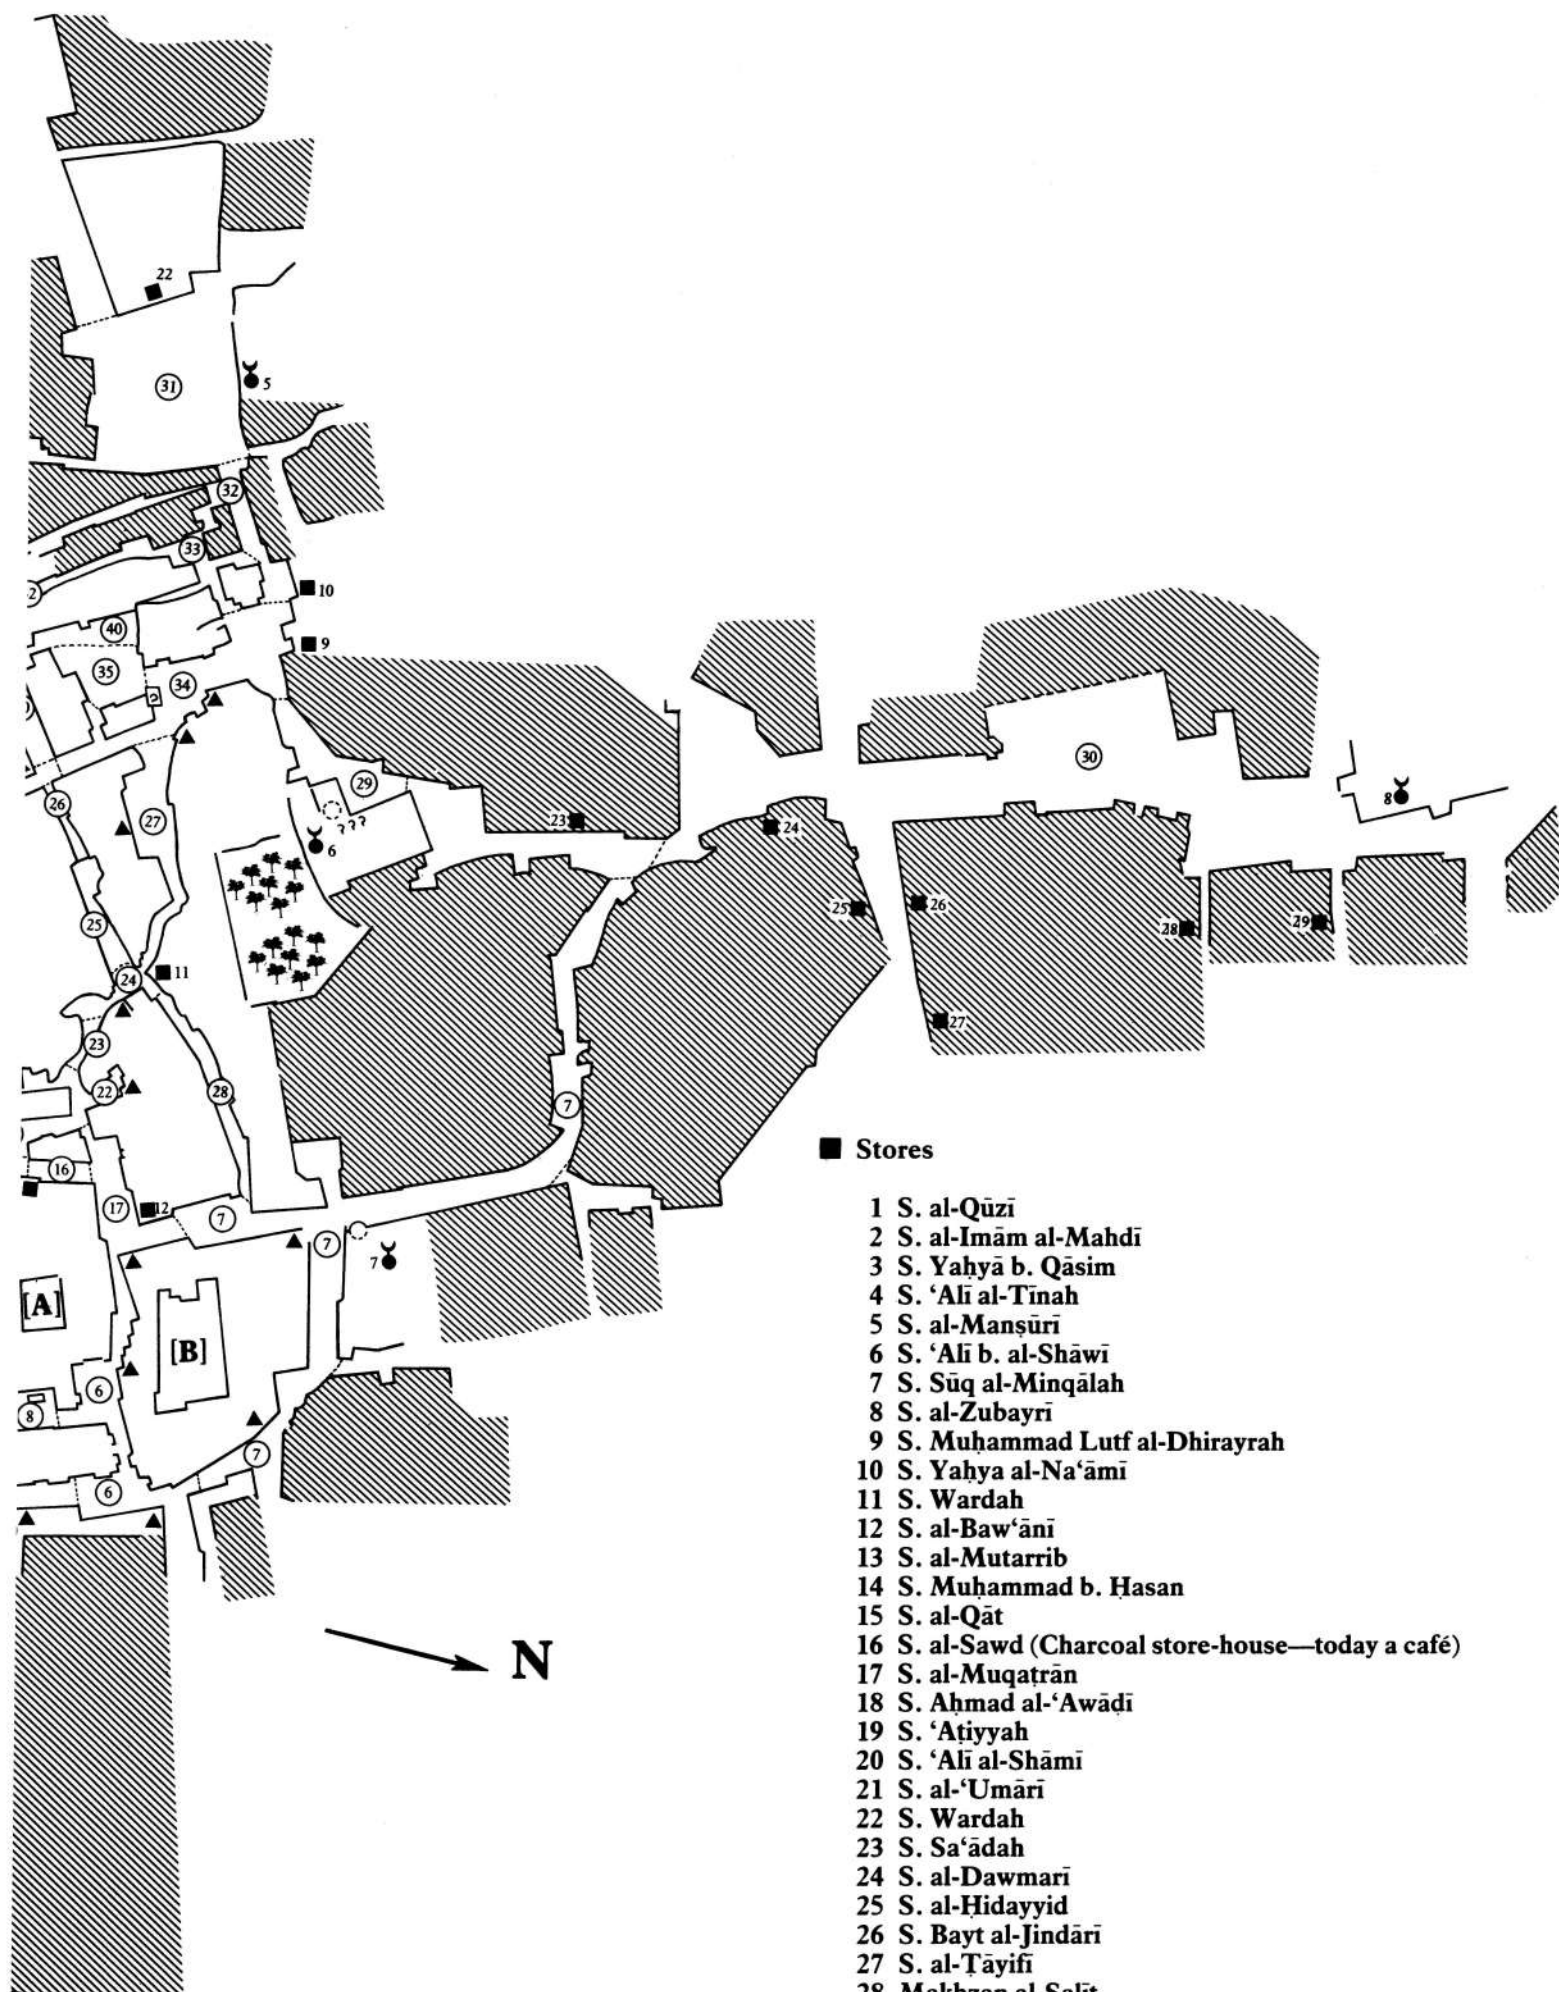 22
31
5
32
33
10
40
9
35
34
30
29
26
27
23
24
8
6
25
26
28
29
25
24
11
27
23
22
28
7
16
17
12
7
7
7
[A]
[B]
6
8
7
6
N
Stores
1 S. al-Qūzī
2 S. al-Imām al-Mahdī
3 S. Yaḥyā b. Qāsim
4 S. ‘Alī al-Tīnah
5 S. al-Manṣūrī
6 S. ‘Alī b. al-Shāwī
7 S. Sūq al-Minqālah
8 S. al-Zubayrī
9 S. Muḥammad Lutf al-Dhirayrah
10 S. Yaḥya al-Na‘āmī
11 S. Wardah
12 S. al-Baw‘ānī
13 S. al-Mutarrib
14 S. Muḥammad b. Ḥasan
15 S. al-Qāt
16 S. al-Sawd (Charcoal store-house—today a café)
17 S. al-Muqaṭrān
18 S. Aḥmad al-‘Awāḍī
19 S. ‘Aṭiyyah
20 S. ‘Alī al-Shāmī
21 S. al-‘Umārī
22 S. Wardah
23 S. Sa‘ādah
24 S. al-Dawmarī
25 S. al-Ḥidayyid
26 S. Bayt al-Jindārī
27 S. al-Ṭāyifī
28 Makhzan al-Salīṭ